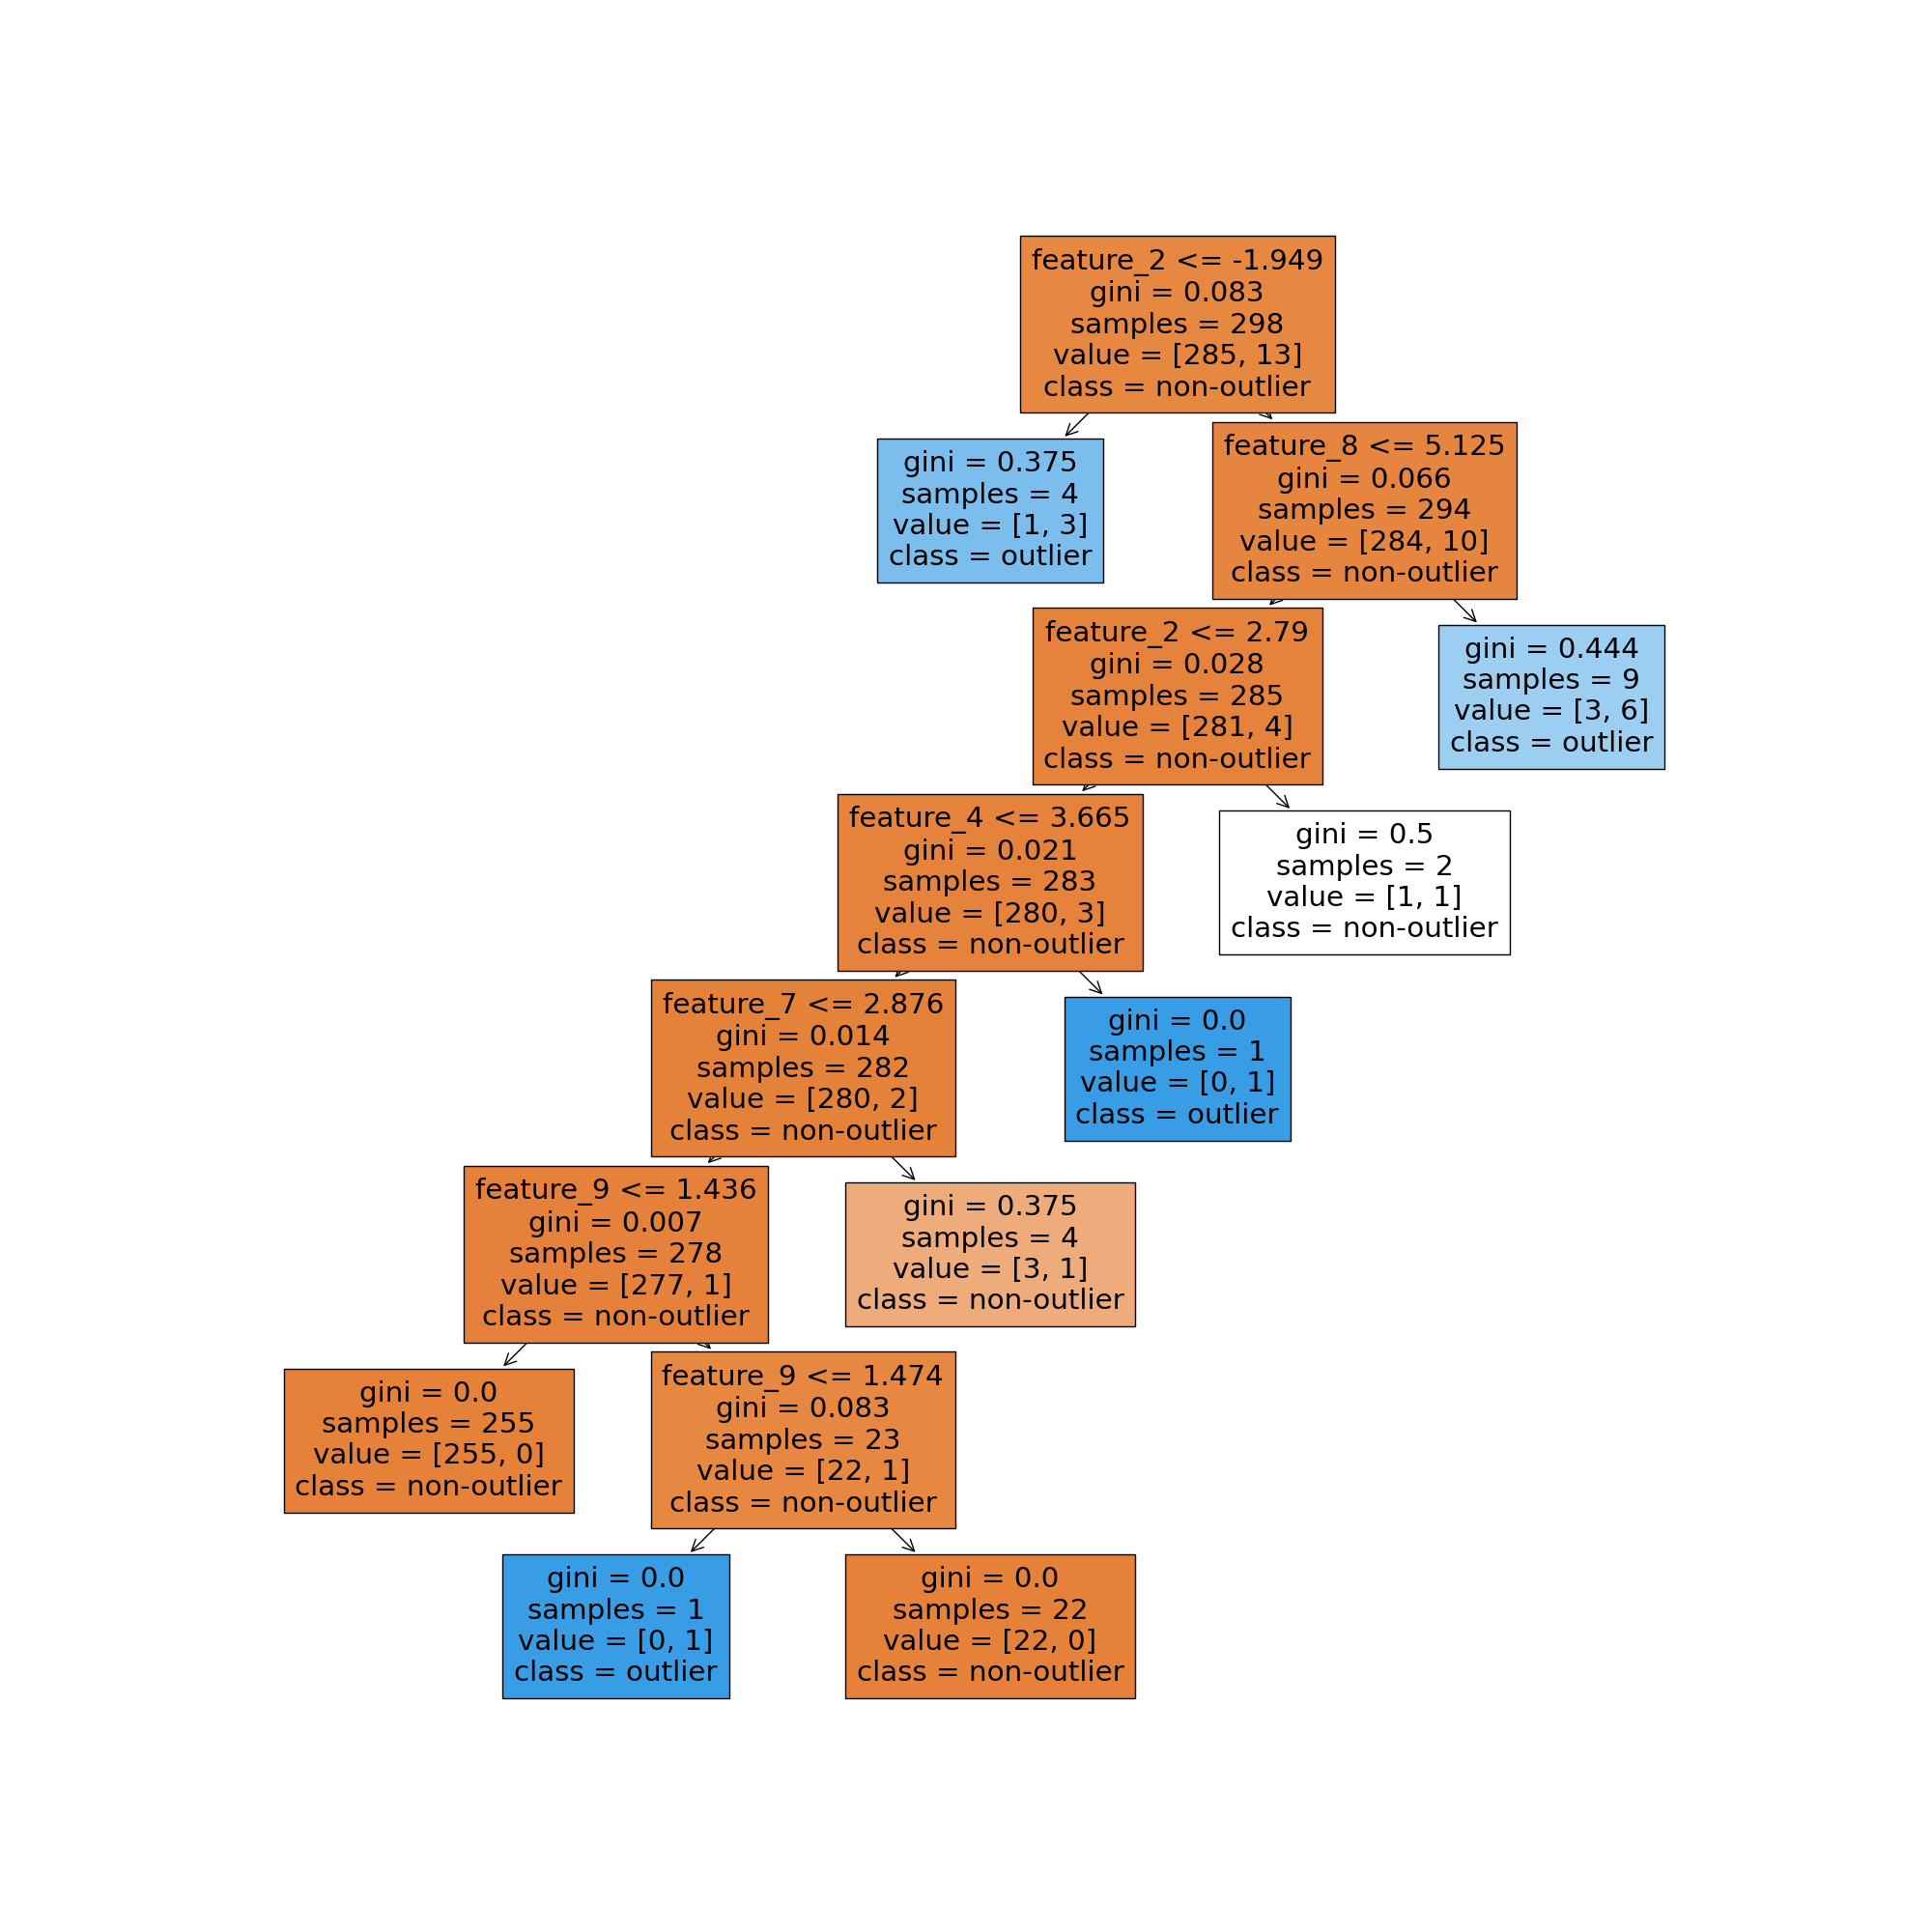 feature_2 <= -1.949
gini = 0.083
samples = 298
value = [285, 13]
class = non-outlier
gini = 0.375
samples = 4
value = [1, 3]
class = outlier
feature_8 <= 5.125
gini = 0.066
samples = 294
value = [284, 10]
class = non-outlier
feature_2 <= 2.79
gini = 0.028
samples = 285
value = [281, 4]
class = non-outlier
gini = 0.444
samples = 9
value = [3, 6]
class = outlier
feature_4 <= 3.665
gini = 0.021
samples = 283
value = [280, 3]
class = non-outlier
gini = 0.5
samples = 2
value = [1, 1]
class = non-outlier
feature_7 <= 2.876
gini = 0.014
samples = 282
value = [280, 2]
class = non-outlier
gini = 0.0
samples = 1
value = [0, 1]
class = outlier
feature_9 <= 1.436
gini = 0.007
samples = 278
value = [277, 1]
class = non-outlier
gini = 0.375
samples = 4
value = [3, 1]
class = non-outlier
gini = 0.0
samples = 255
value = [255, 0]
class = non-outlier
feature_9 <= 1.474
gini = 0.083
samples = 23
value = [22, 1]
class = non-outlier
gini = 0.0
samples = 1
value = [0, 1]
class = outlier
gini = 0.0
samples = 22
value = [22, 0]
class = non-outlier